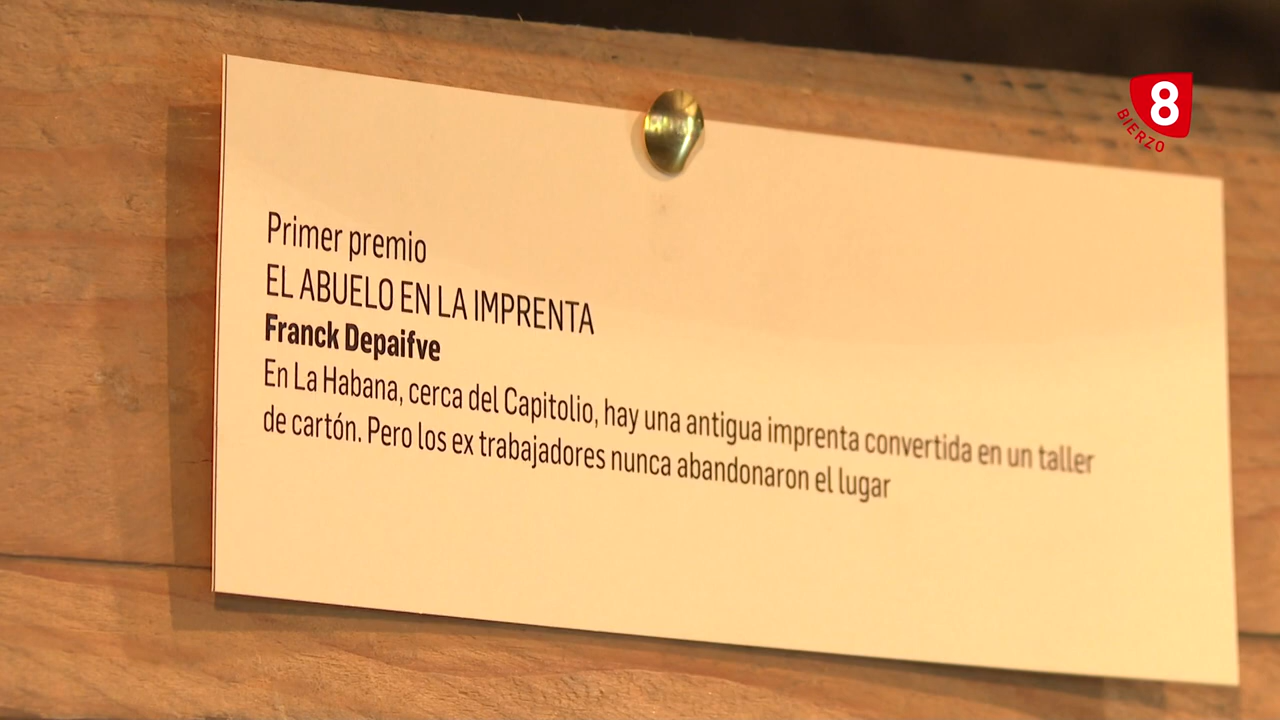 Primer premio
EL ABUELO EN LA IMPRENTA
Franck Depaifve
En La Habana, cerca del Capitolio, hay una antigua imprenta convertida en un taller
de cartón. Pero los ex trabajadores nunca abandonaron el lugar
8
BIERZO